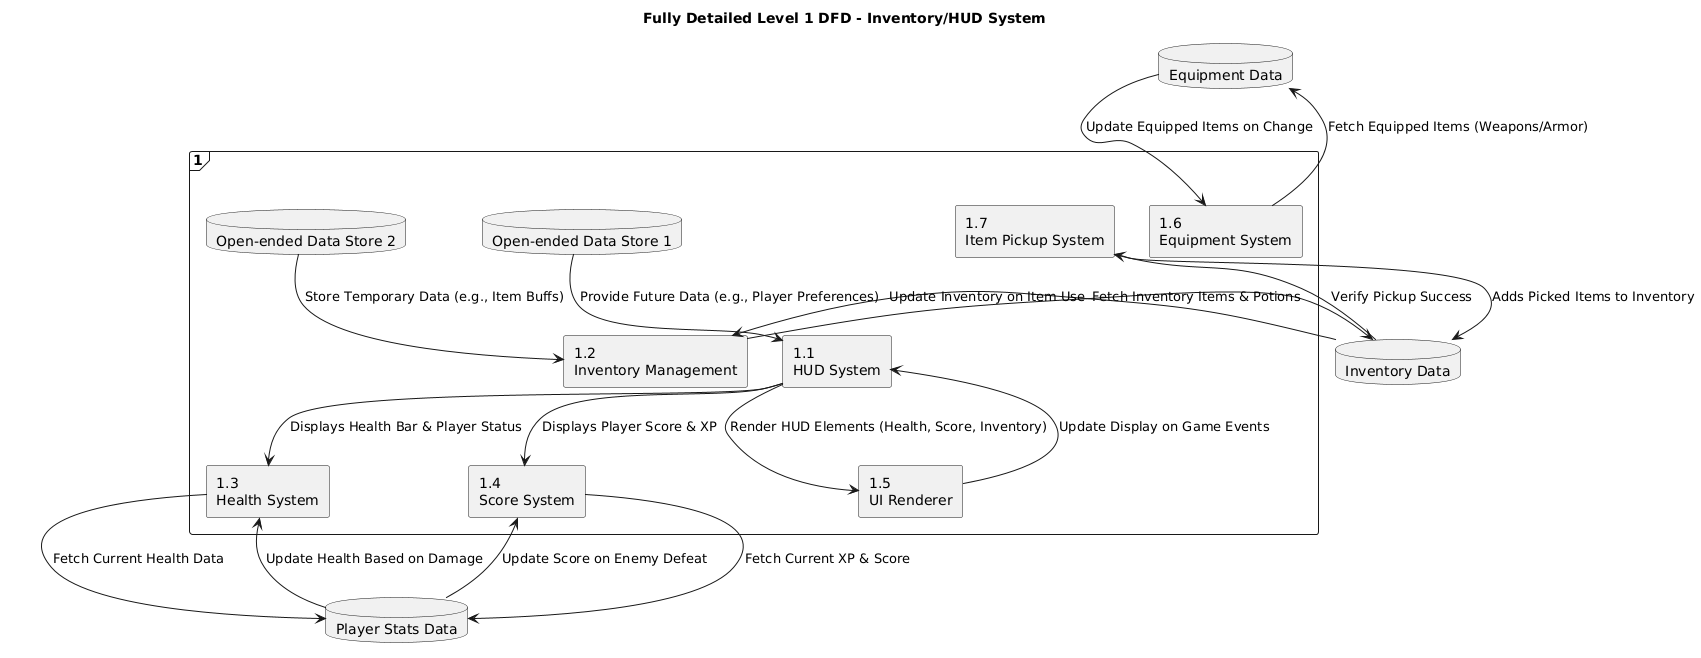 Fully Detailed Level 1 DFD - Inventory/HUD System
Equipment Data
Update Equipped Items on Change
Fetch Equipped Items (Weapons/Armor)
1
Open-ended Data Store 2
Open-ended Data Store 1
1.7
Item Pickup System
1.6
Equipment System
Store Temporary Data (e.g., Item Buffs)
Provide Future Data (e.g., Player Preferences)
Update Inventory on Item Use
Fetch Inventory Items & Potions
Verify Pickup Success
Adds Picked Items to Inventory
1.2
Inventory Management
1.1
HUD System
Inventory Data
Displays Health Bar & Player Status
Displays Player Score & XP
Render HUD Elements (Health, Score, Inventory)
Update Display on Game Events
1.3
Health System
1.4
Score System
1.5
UI Renderer
Fetch Current Health Data
Update Health Based on Damage
Update Score on Enemy Defeat
Fetch Current XP & Score
Player Stats Data